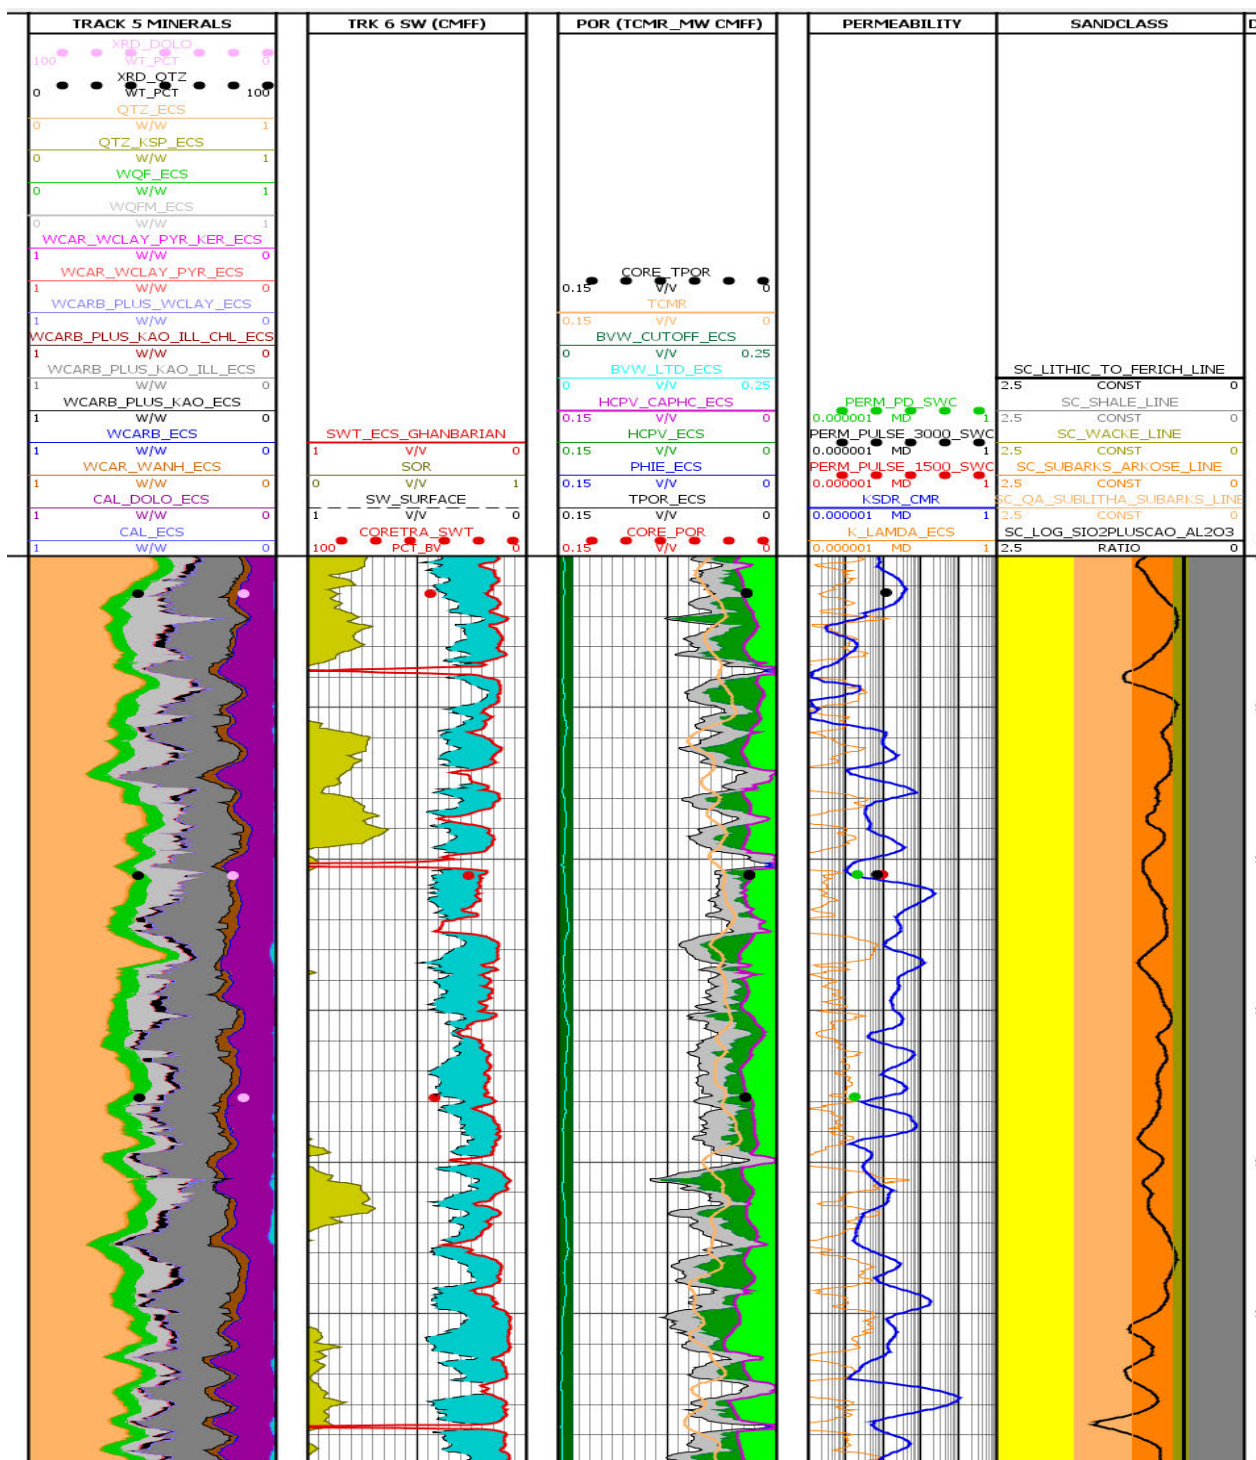 TRACK 5 MINERALS
XRD_DOLO
100 WT_PCT 0
XRD_QTZ
0 WT_PCT 100
QTZ_ECS
0 W/W 1
QTZ_KSP_ECS
0 W/W 1
WQF_ECS
0 W/W 1
WQFM_ECS
0 W/W 1
WCAR_WCLAY_PYR_KER_ECS
1 W/W 0
WCAR_WCLAY_PYR_ECS
1 W/W 0
WCARB_PLUS_WCLAY_ECS
1 W/W 0
WCARB_PLUS_KAO_ILL_CHL_ECS
1 W/W 0
WCARB_PLUS_KAO_ILL_ECS
1 W/W 0
WCARB_PLUS_KAO_ECS
1 W/W 0
WCARB_ECS
1 W/W 0
WCAR_WANH_ECS
1 W/W 0
CAL_DOLO_ECS
1 W/W 0
CAL_ECS
1 W/W 0
TRK 6 SW (CMFF)
SWT_ECS_GHANBARIAN
1 V/V 0
SOR
0 V/V 1
SW_SURFACE
1 V/V 0
CORETRA_SWT
100 PCT_BV 0
POR (TCMR_MW CMFF)
CORE_TPOR
0.15 V/V 0
TCMR
0.15 V/V 0
BVW_CUTOFF_ECS
0 V/V 0.25
BVW_LTD_ECS
0 V/V 0.25
HCPV_CAPHC_ECS
0.15 V/V 0
HCPV_ECS
0.15 V/V 0
PHIE_ECS
0.15 V/V 0
TPOR_ECS
0.15 V/V 0
CORE_POR
0.15 V/V 0
PERMEABILITY
PERM_PD_SWC
0.000001 MD 1
PERM_PULSE_3000_SWC
0.000001 MD 1
PERM_PULSE_1500_SWC
0.000001 MD 1
KSDR_CMR
0.000001 MD 1
K_LAMDA_ECS
0.000001 MD 1
SANDCLASS
SC_LITHIC_TO_FERICH_LINE
2.5 CONST 0
SC_SHALE_LINE
2.5 CONST 0
SC_WACKE_LINE
2.5 CONST 0
SC_SUBARKS_ARKOSE_LINE
2.5 CONST 0
SC_QA_SUBLITHA_SUBARKS_LINE
2.5 CONST 0
SC_LOG_SIO2PLUSCAO_AL2O3
2.5 RATIO 0